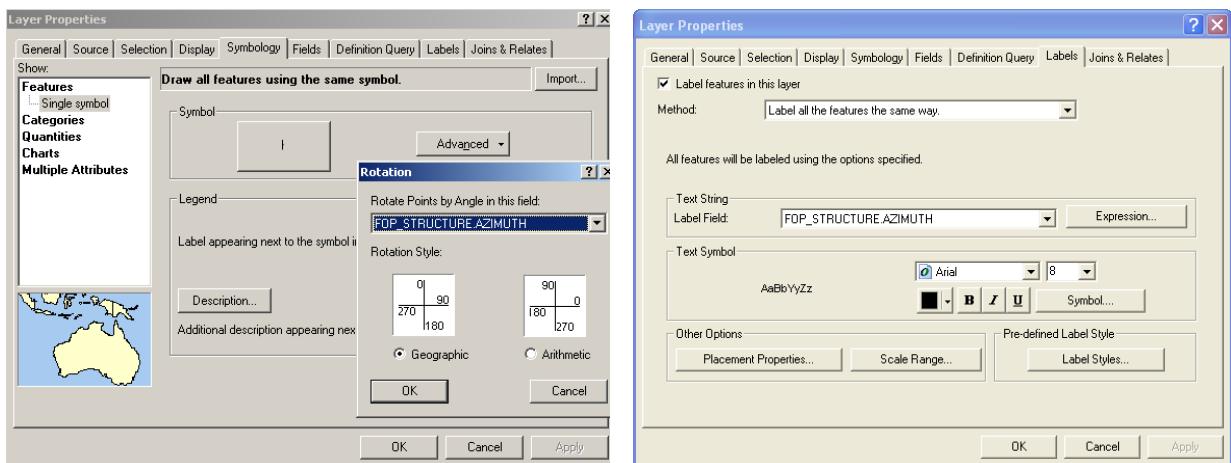 Layer Properties
General Source Selection Display Symbology Fields Definition Query Labels Joins & Relates
Show:
Features
Single symbol
Categories
Quantities
Charts
Multiple Attributes
Draw all features using the same symbol.
Import...
Symbol
Advanced
Legend
Label appearing next to the symbol i
Description...
Additional description appearing nex
Rotation
Rotate Points by Angle in this field:
FOP_STRUCTURE.AZIMUTH
Rotation Style:
0
90
270
180
90
0
180
270
Geographic
Arithmetic
OK
Cancel
OK
Cancel
Apply
Layer Properties
General Source Selection Display Symbology Fields Definition Query Labels Joins & Relates
Label features in this layer
Method:
Label all the features the same way.
All features will be labeled using the options specified.
Text String
Label Field:
FOP_STRUCTURE.AZIMUTH
Expression...
Text Symbol
AaBbYyZz
Arial
8
B I U
Symbol...
Other Options
Placement Properties...
Scale Range...
Pre-defined Label Style
Label Styles...
OK
Cancel
Apply